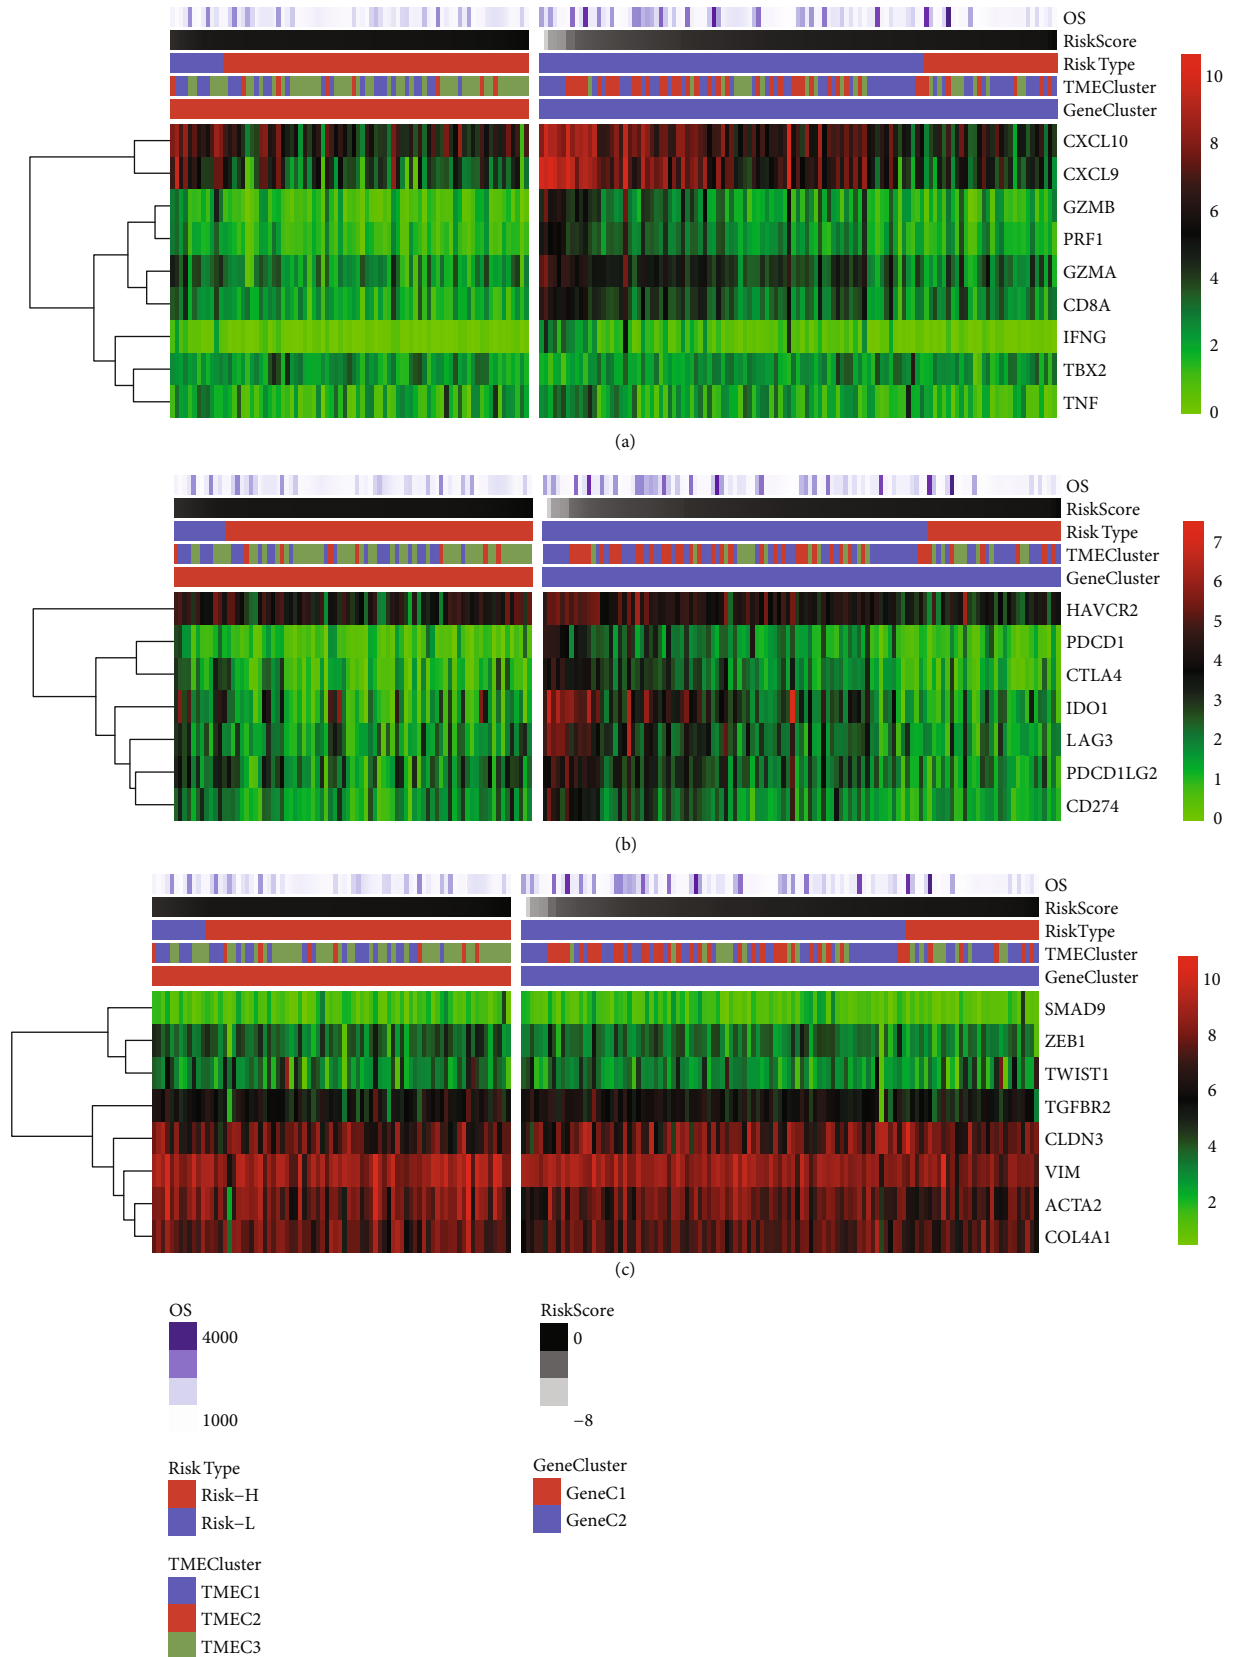 OS
RiskScore
Risk Type
TMECluster
GeneCluster
CXCL10
CXCL9
GZMB
PRF1
GZMA
CD8A
IFNG
TBX2
TNF
10
8
6
4
2
0
(a)
OS
RiskScore
Risk Type
TMECluster
GeneCluster
HAVCR2
PDCD1
CTLA4
IDO1
LAG3
PDCD1LG2
CD274
7
6
5
4
3
2
1
0
(b)
OS
RiskScore
RiskType
TMECluster
GeneCluster
SMAD9
ZEB1
TWIST1
TGFBR2
CLDN3
VIM
ACTA2
COL4A1
10
8
6
4
2
(c)
OS
4000
1000
RiskScore
0
−8
Risk Type
Risk−H
Risk−L
GeneCluster
GeneC1
GeneC2
TMECluster
TMEC1
TMEC2
TMEC3